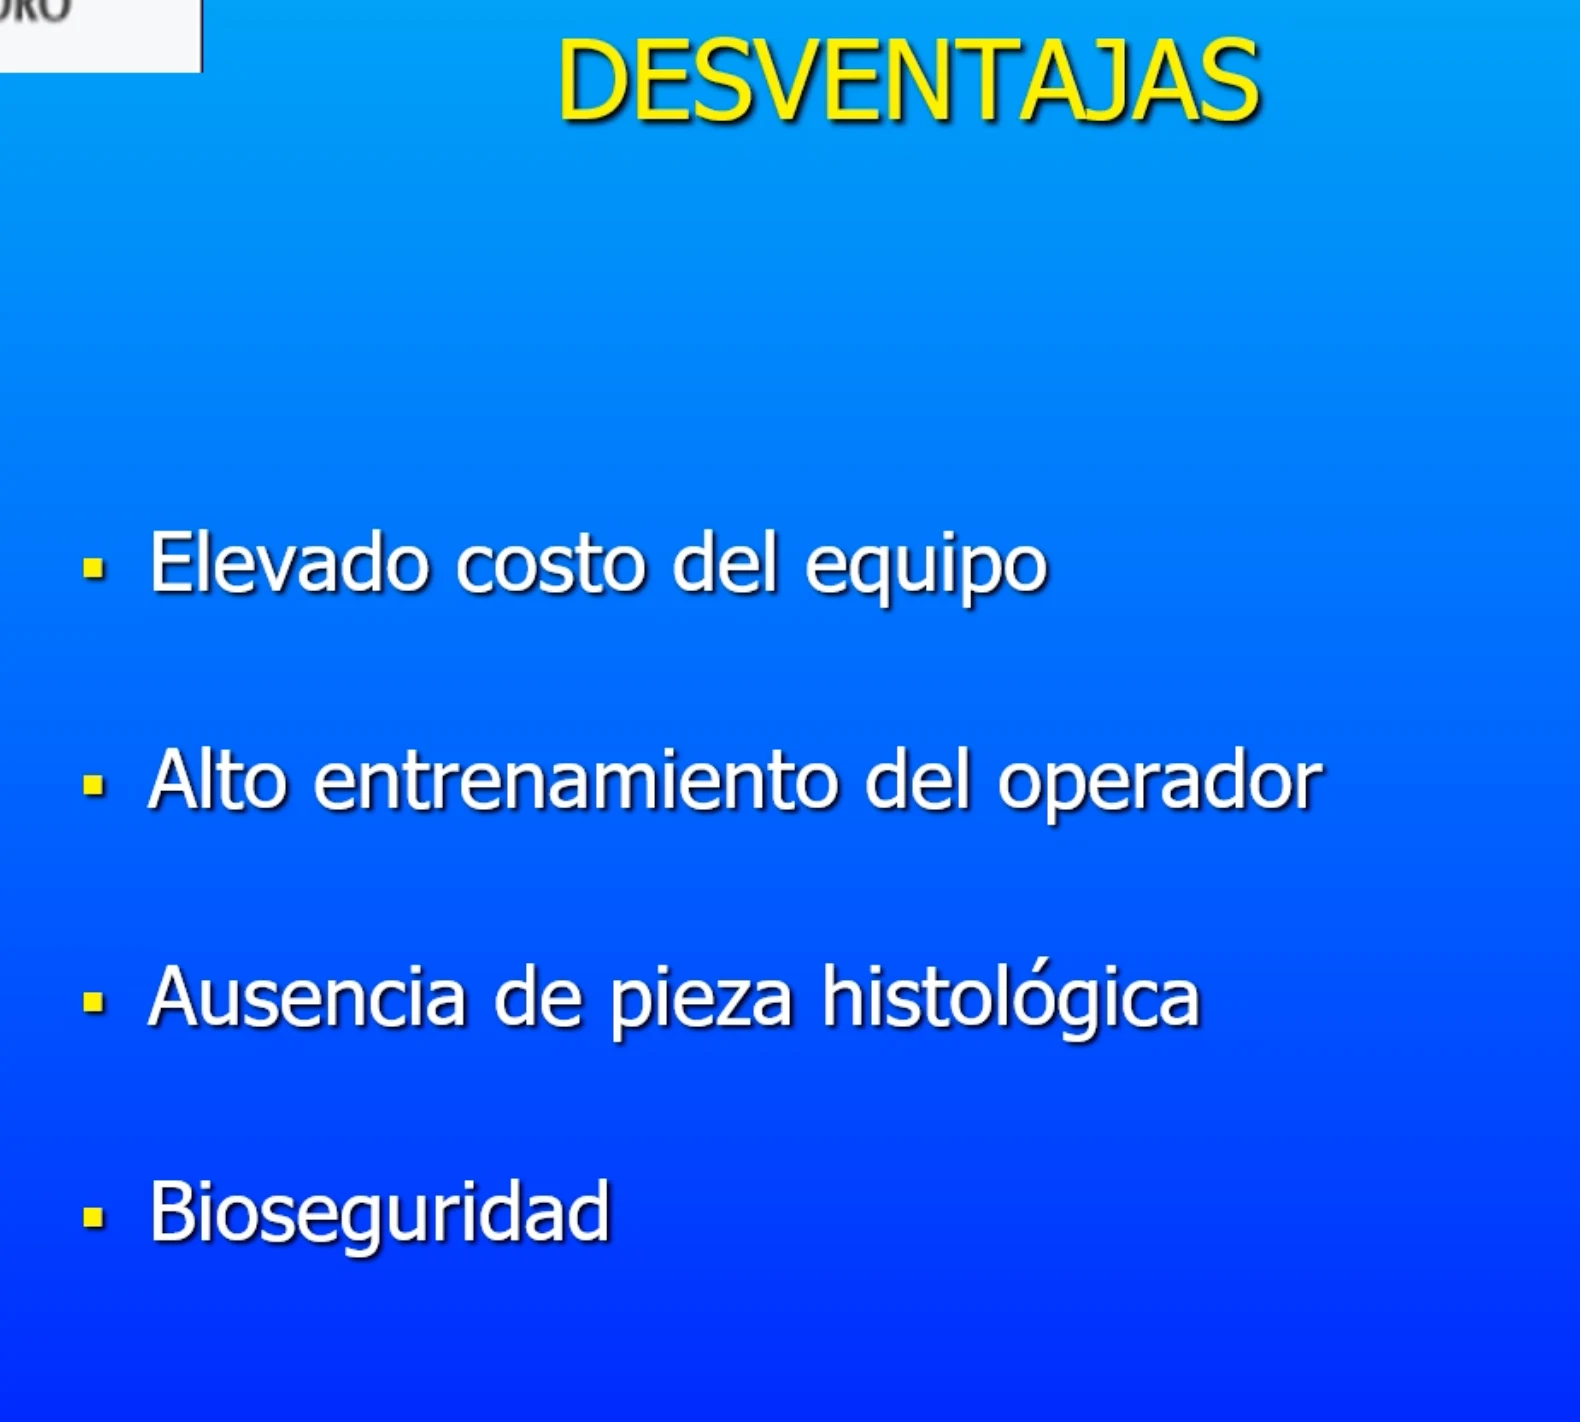 DESVENTAJAS
Elevado costo del equipo
Alto entrenamiento del operador
Ausencia de pieza histológica
Bioseguridad